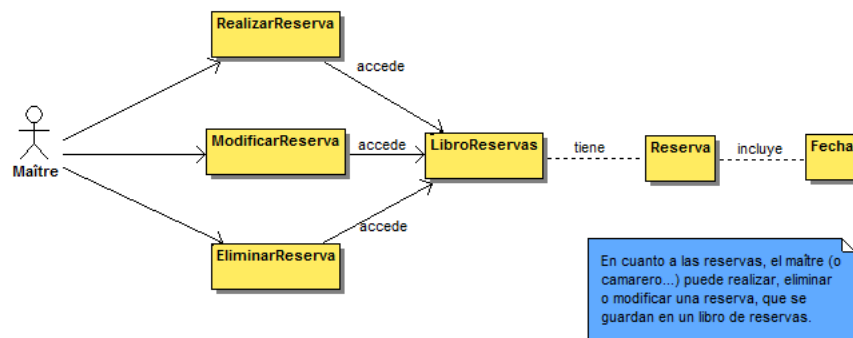 RealizarReserva
accede
Maître
ModificarReserva
accede
LibroReservas
tiene
Reserva
incluye
Fecha
accede
EliminarReserva
En cuanto a las reservas, el maître (o
camarero...) puede realizar, eliminar
o modificar una reserva, que se
guardan en un libro de reservas.